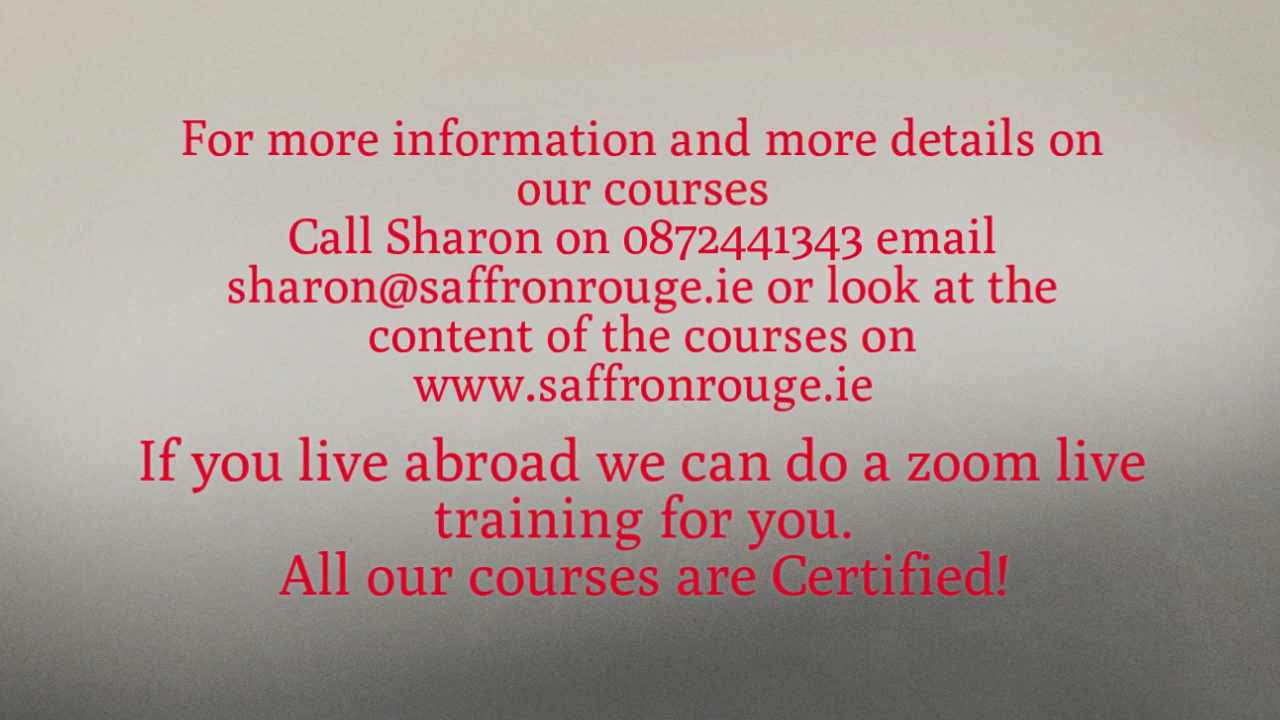 For more information and more details on
our courses
Call Sharon on 0872441343 email
sharon@saffronrouge.ie or look at the
content of the courses on
www.saffronrouge.ie
If you live abroad we can do a zoom live
training for you.
All our courses are Certified!